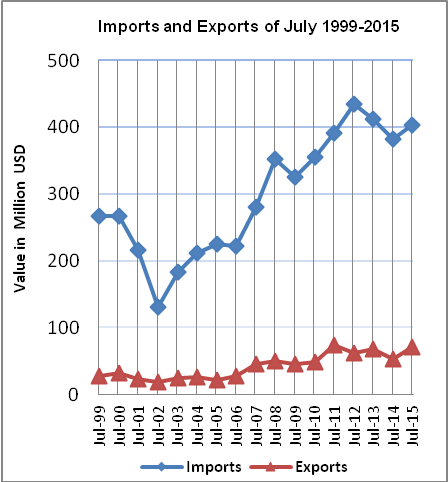 Imports and Exports of July 1999-2015
Value in Million USD
500
400
300
200
100
0
Jul-99
Jul-00
Jul-01
Jul-02
Jul-03
Jul-04
Jul-05
Jul-06
Jul-07
Jul-08
Jul-09
Jul-10
Jul-11
Jul-12
Jul-13
Jul-14
Jul-15
Imports Exports